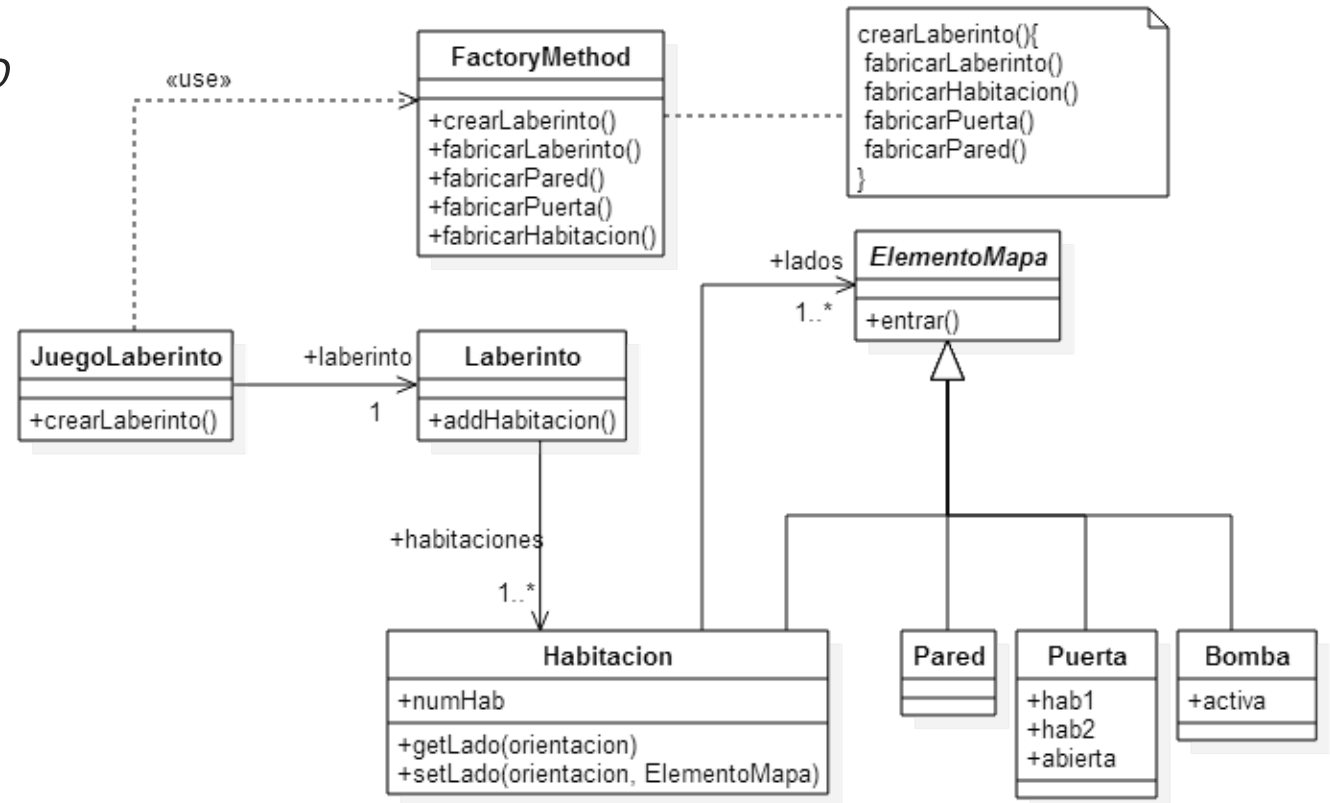 o
«use»
FactoryMethod
+crearLaberinto()
+fabricarLaberinto()
+fabricarPared()
+fabricarPuerta()
+fabricarHabitacion()
crearLaberinto(){
fabricarLaberinto()
fabricarHabitacion()
fabricarPuerta()
fabricarPared()
}
+lados
1..*
ElementoMapa
+entrar()
JuegoLaberinto
+crearLaberinto()
+laberinto
1
Laberinto
+addHabitacion()
+habitaciones
1..*
Habitacion
+numHab
+getLado(orientacion)
+setLado(orientacion, ElementoMapa)
Pared
Puerta
+hab1
+hab2
+abierta
Bomba
+activa